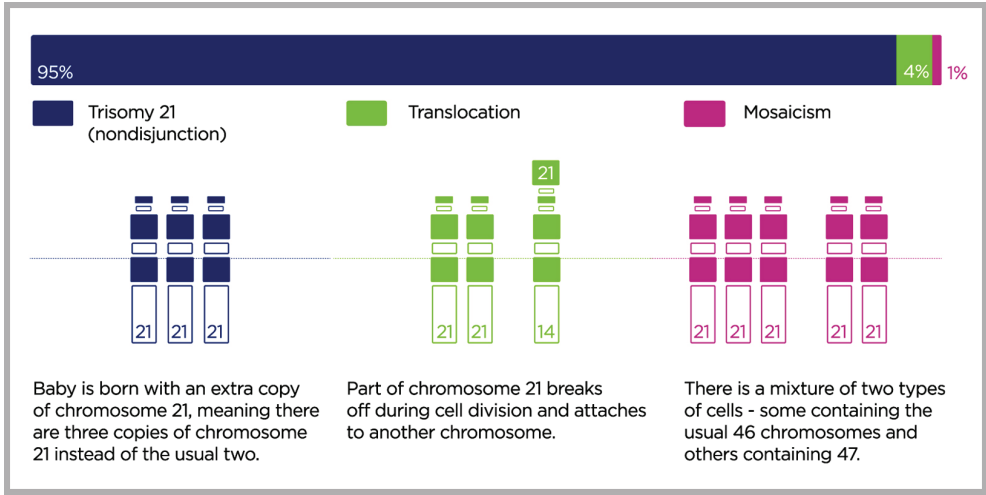 95%
4%
1%
Trisomy 21
(nondisjunction)
Translocation
Mosaicism
21
21
21
21
21
21
14
21
21
21
21
21
Baby is born with an extra copy
of chromosome 21, meaning there
are three copies of chromosome
21 instead of the usual two.
Part of chromosome 21 breaks
off during cell division and attaches
to another chromosome.
There is a mixture of two types
of cells - some containing the
usual 46 chromosomes and
others containing 47.